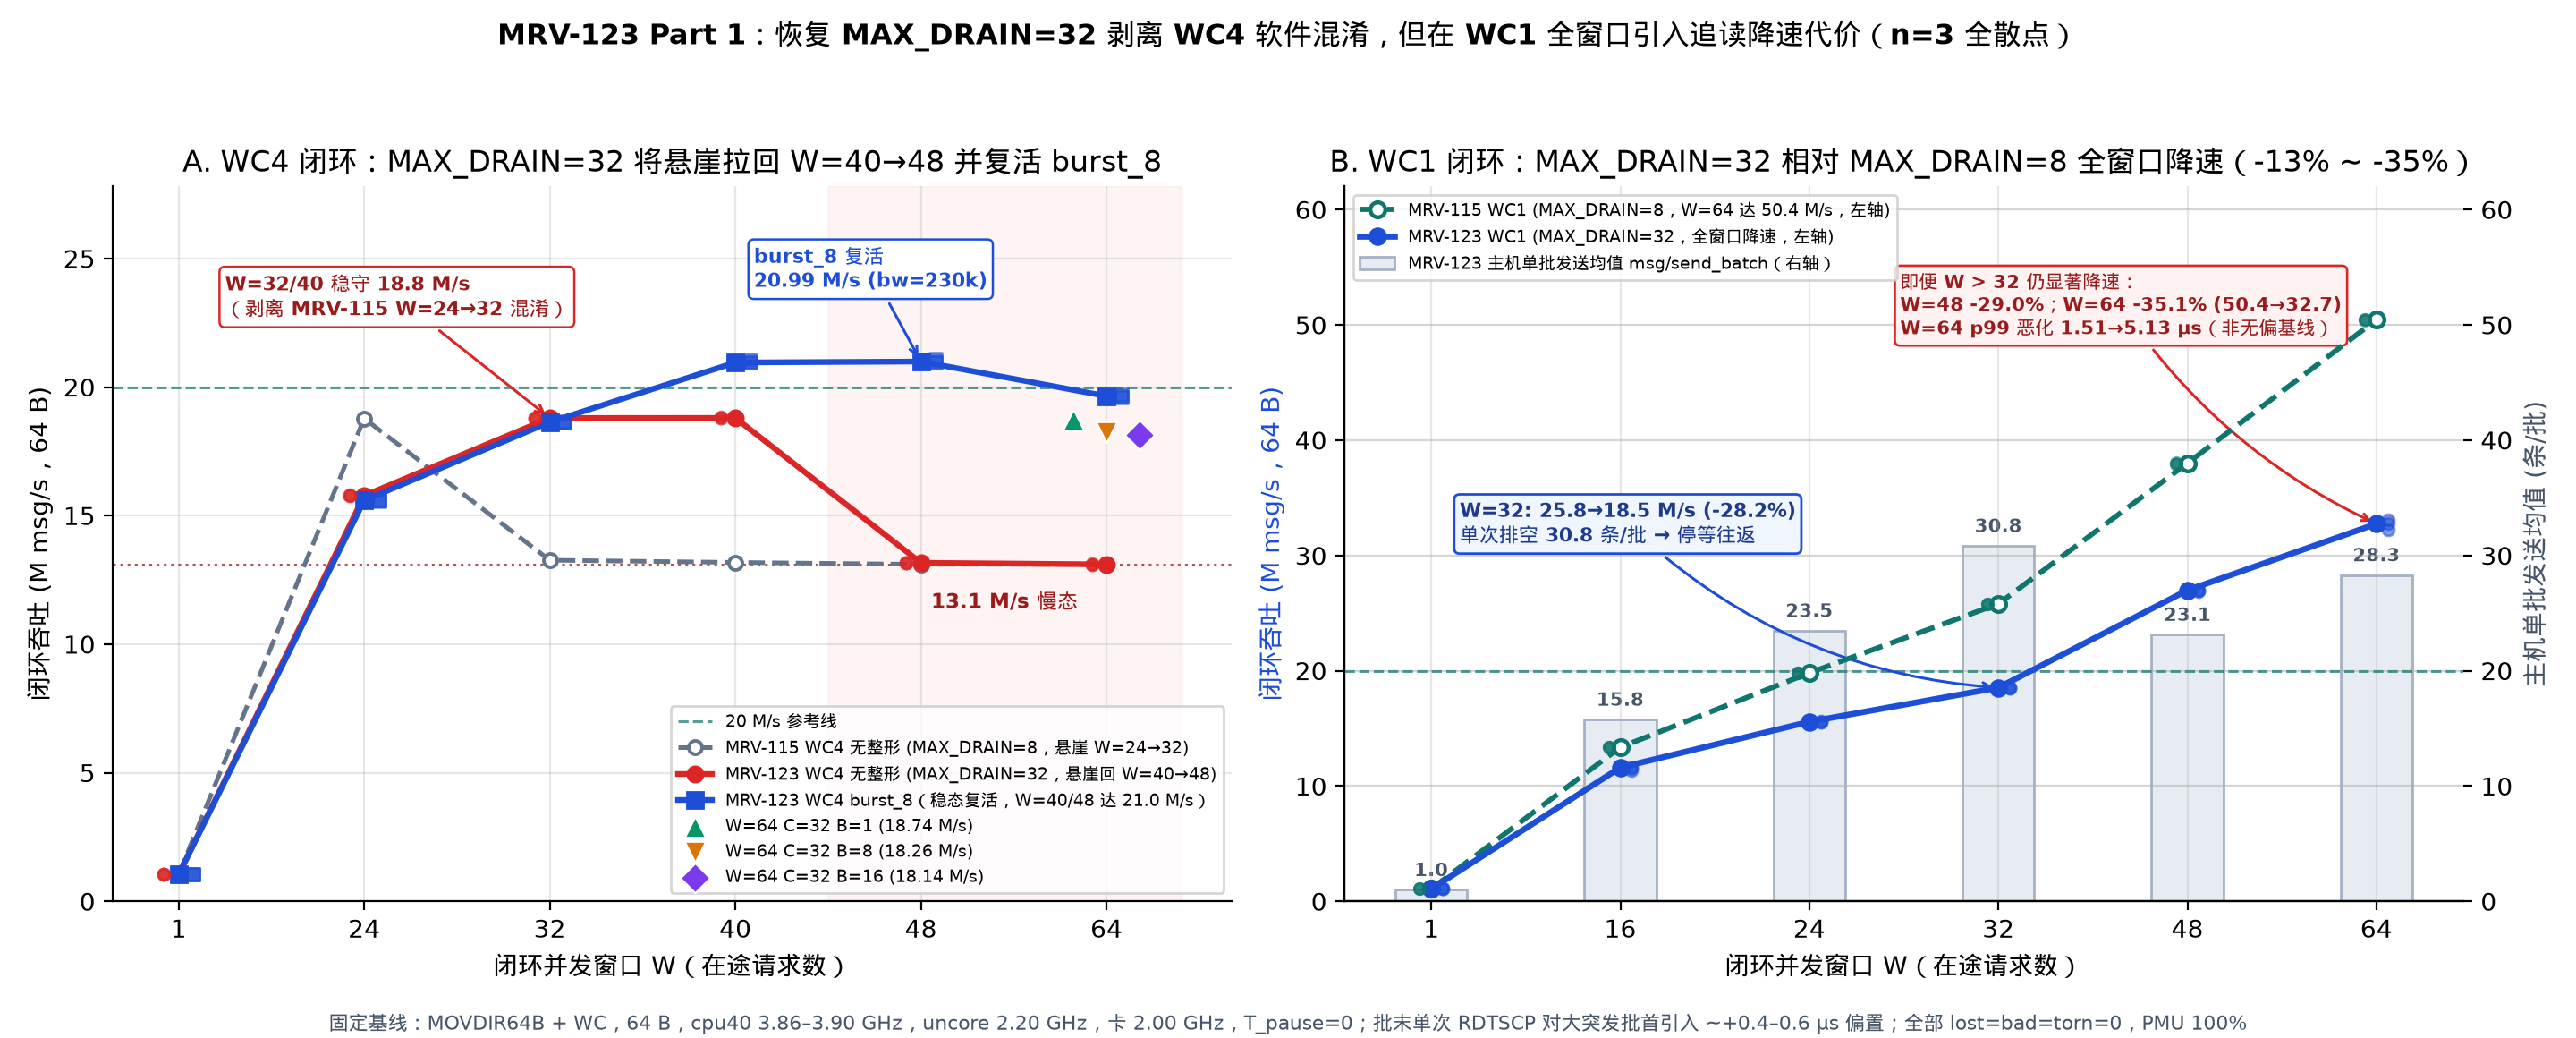 MRV-123 Part 1：恢复 MAX_DRAIN=32 剥离 WC4 软件混淆，但在 WC1 全窗口引入追读降速代价（n=3 全散点）
A. WC4 闭环：MAX_DRAIN=32 将悬崖拉回 W=40→48 并复活 burst_8
闭环吞吐 (M msg/s，64 B)
25
20
15
10
5
0
W=32/40 稳守 18.8 M/s
（剥离 MRV-115 W=24→32 混淆）
burst_8 复活
20.99 M/s (bw=230k)
13.1 M/s 慢态
20 M/s 参考线
MRV-115 WC4 无整形 (MAX_DRAIN=8，悬崖 W=24→32)
MRV-123 WC4 无整形 (MAX_DRAIN=32，悬崖回 W=40→48)
MRV-123 WC4 burst_8（稳态复活，W=40/48 达 21.0 M/s）
W=64 C=32 B=1 (18.74 M/s)
W=64 C=32 B=8 (18.26 M/s)
W=64 C=32 B=16 (18.14 M/s)
1 24 32 40 48 64
闭环并发窗口 W（在途请求数）
B. WC1 闭环：MAX_DRAIN=32 相对 MAX_DRAIN=8 全窗口降速（-13% ~ -35%）
闭环吞吐 (M msg/s，64 B)
60
50
40
30
20
10
0
MRV-115 WC1 (MAX_DRAIN=8，W=64 达 50.4 M/s，左轴)
MRV-123 WC1 (MAX_DRAIN=32，全窗口降速，左轴)
MRV-123 主机单批发送均值 msg/send_batch（右轴）
即便 W > 32 仍显著降速：
W=48 -29.0%；W=64 -35.1% (50.4→32.7)
W=64 p99 恶化 1.51→5.13 µs（非无偏基线）
W=32: 25.8→18.5 M/s (-28.2%)
单次排空 30.8 条/批 → 停等往返
1.0
15.8
23.5
30.8
23.1
28.3
60
50
40
30
20
10
0
主机单批发送均值 (条/批)
1 16 24 32 48 64
闭环并发窗口 W（在途请求数）
固定基线：MOVDIR64B + WC，64 B，cpu40 3.86–3.90 GHz，uncore 2.20 GHz，卡 2.00 GHz，T_pause=0；批末单次 RDTSCP 对大突发批首引入 ~+0.4–0.6 µs 偏置；全部 lost=bad=torn=0，PMU 100%